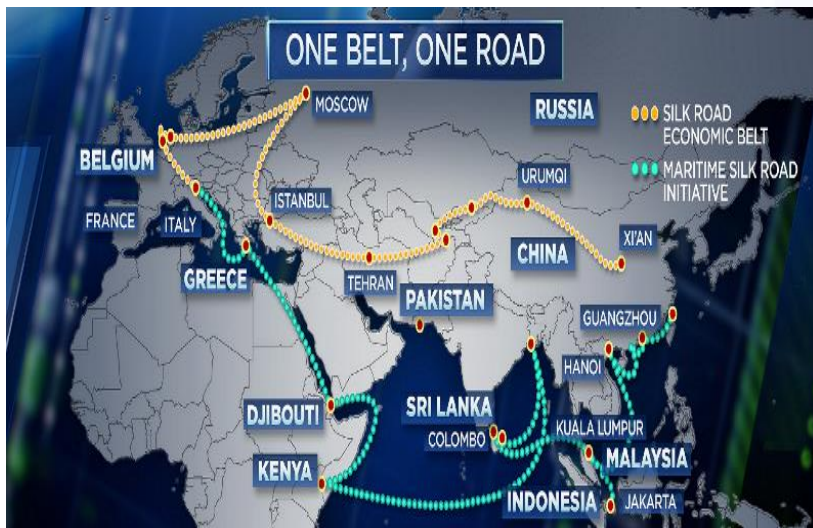 ONE BELT, ONE ROAD
MOSCOW
RUSSIA
SILK ROAD
ECONOMIC BELT
MARITIME SILK ROAD
INITIATIVE
BELGIUM
URUMQI
ISTANBUL
FRANCE
ITALY
XI'AN
CHINA
GREECE
TEHRAN
PAKISTAN
GUANGZHOU
HANOI
DJIBOUTI
SRI LANKA
COLOMBO
KUALA LUMPUR
MALAYSIA
KENYA
INDONESIA
JAKARTA